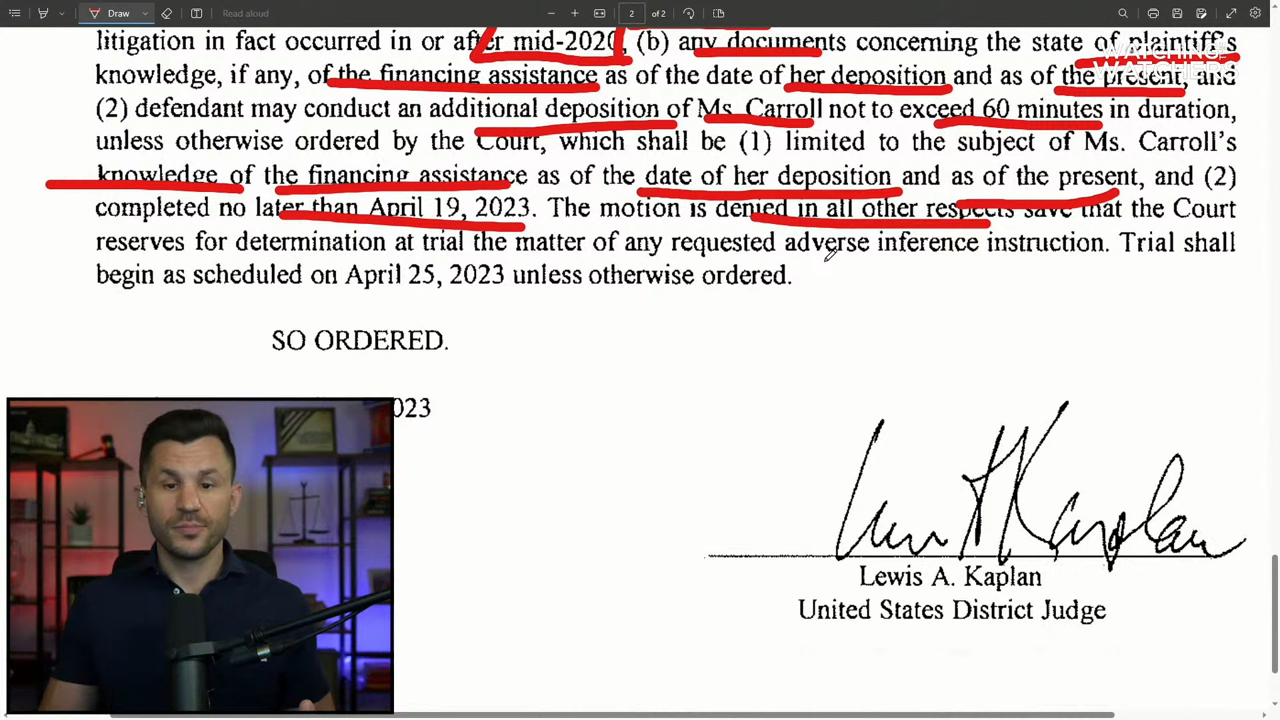 Draw
Read aloud
2 of 2
litigation in fact occurred in or after mid-2020, (b) any documents concerning the state of plaintiff's
WATCHING
WATCHERS
knowledge, if any, of the financing assistance as of the date of her deposition and as of the present, and
(2) defendant may conduct an additional deposition of Ms. Carroll not to exceed 60 minutes in duration,
unless otherwise ordered by the Court, which shall be (1) limited to the subject of Ms. Carroll's
knowledge of the financing assistance as of the date of her deposition and as of the present, and (2)
completed no later than April 19, 2023. The motion is denied in all other respects save that the Court
reserves for determination at trial the matter of any requested adverse inference instruction. Trial shall
begin as scheduled on April 25, 2023 unless otherwise ordered.
SO ORDERED.
023
Lewis A. Kaplan
United States District Judge